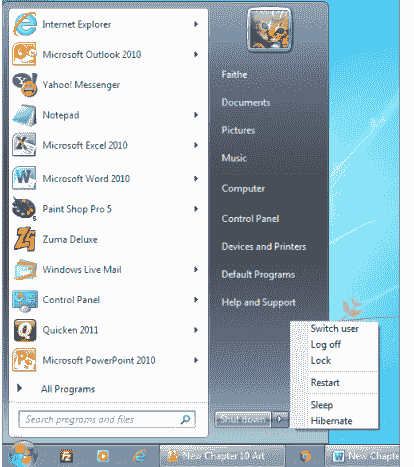 Internet Explorer
Microsoft Outlook 2010
Yahoo! Messenger
Notepad
Microsoft Excel 2010
Microsoft Word 2010
Paint Shop Pro 5
Zuma Deluxe
Windows Live Mail
Control Panel
Quicken 2011
Microsoft PowerPoint 2010
All Programs
Search programs and files
Faithe
Documents
Pictures
Music
Computer
Control Panel
Devices and Printers
Default Programs
Help and Support
Shut down
Switch user
Log off
Lock
Restart
Sleep
Hibernate
New Chapter 10 Art
New Chapte